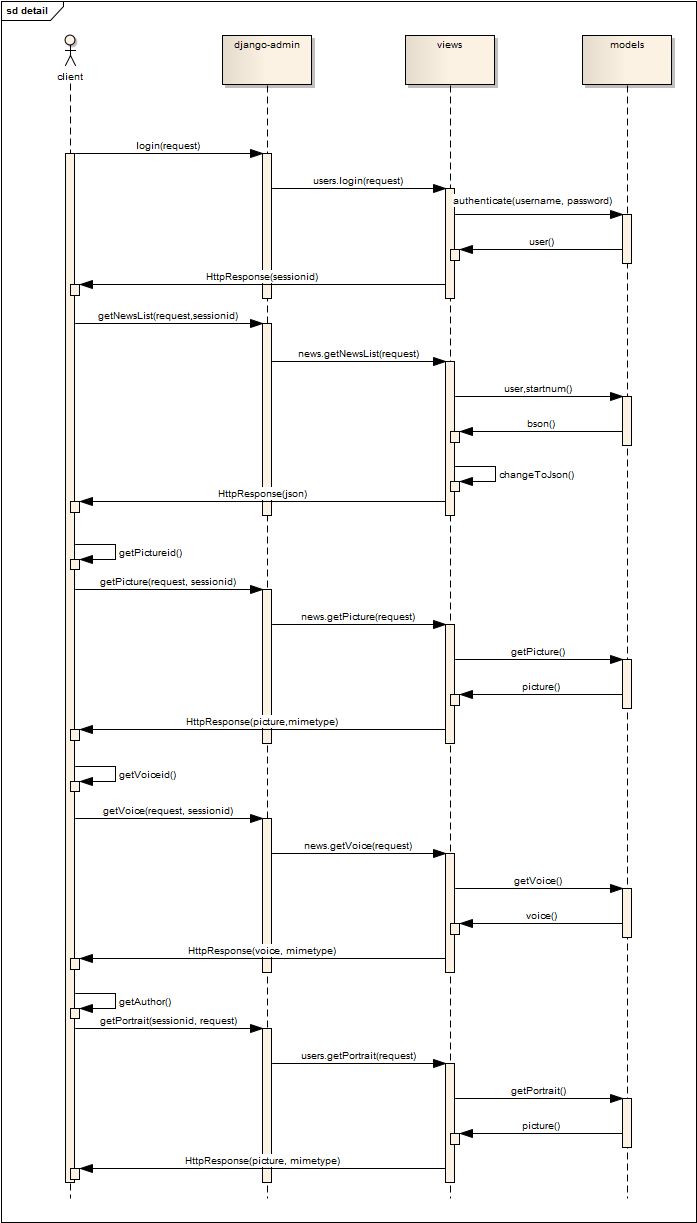 sd detail
client
django-admin
views
models
login(request)
users.login(request)
authenticate(username, password)
user()
HttpResponse(sessionid)
getNewsList(request,sessionid)
news.getNewsList(request)
user,startnum()
bson()
changeToJson()
HttpResponse(json)
getPictureid()
getPicture(request, sessionid)
news.getPicture(request)
getPicture()
picture()
HttpResponse(picture,mimetype)
getVoiceid()
getVoice(request, sessionid)
news.getVoice(request)
getVoice()
voice()
HttpResponse(voice, mimetype)
getAuthor()
getPortrait(sessionid, request)
users.getPortrait(request)
getPortrait()
picture()
HttpResponse(picture, mimetype)